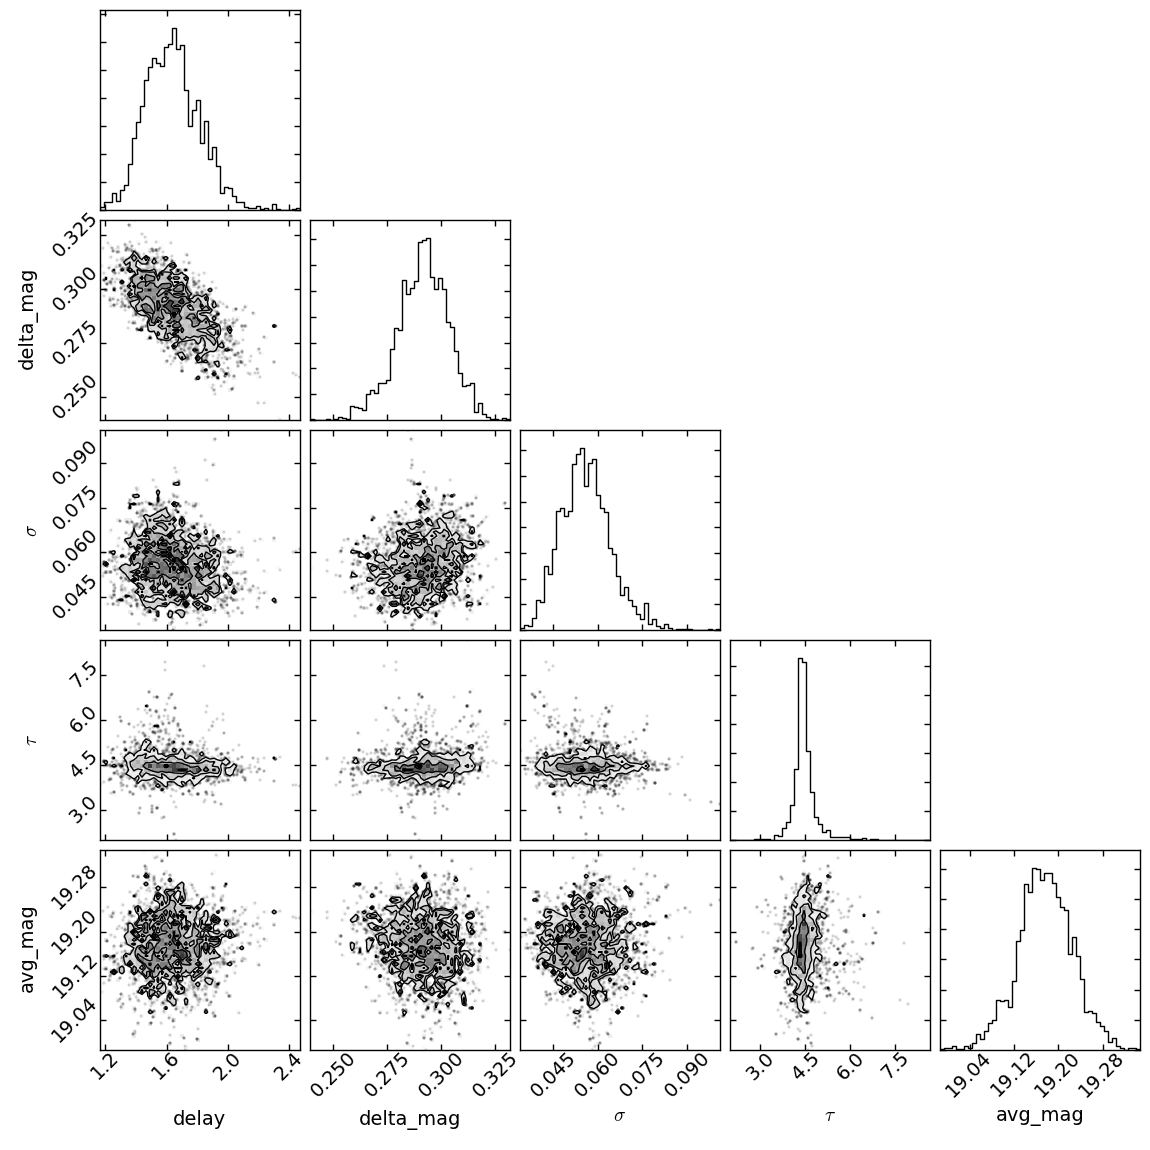 0.325
0.300
0.275
0.250
delta_mag
0.090
0.075
0.060
0.045
σ
7.5
6.0
4.5
3.0
τ
19.28
19.20
19.12
19.04
avg_mag
1.2 1.6 2.0 2.4
0.250 0.275 0.300 0.325
0.045 0.060 0.075 0.090
3.0 4.5 6.0 7.5
19.04 19.12 19.20 19.28
delay delta_mag σ τ avg_mag